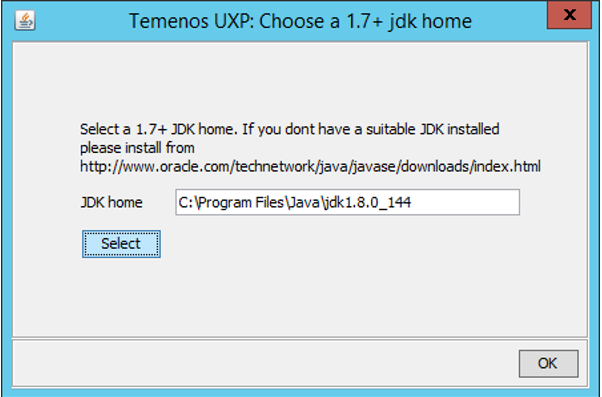 Temenos UXP: Choose a 1.7+ jdk home
X
Select a 1.7+ JDK home. If you dont have a suitable JDK installed
please install from
http://www.oracle.com/technetwork/java/javase/downloads/index.html
JDK home C:\Program Files\Java\jdk1.8.0_144
Select
OK